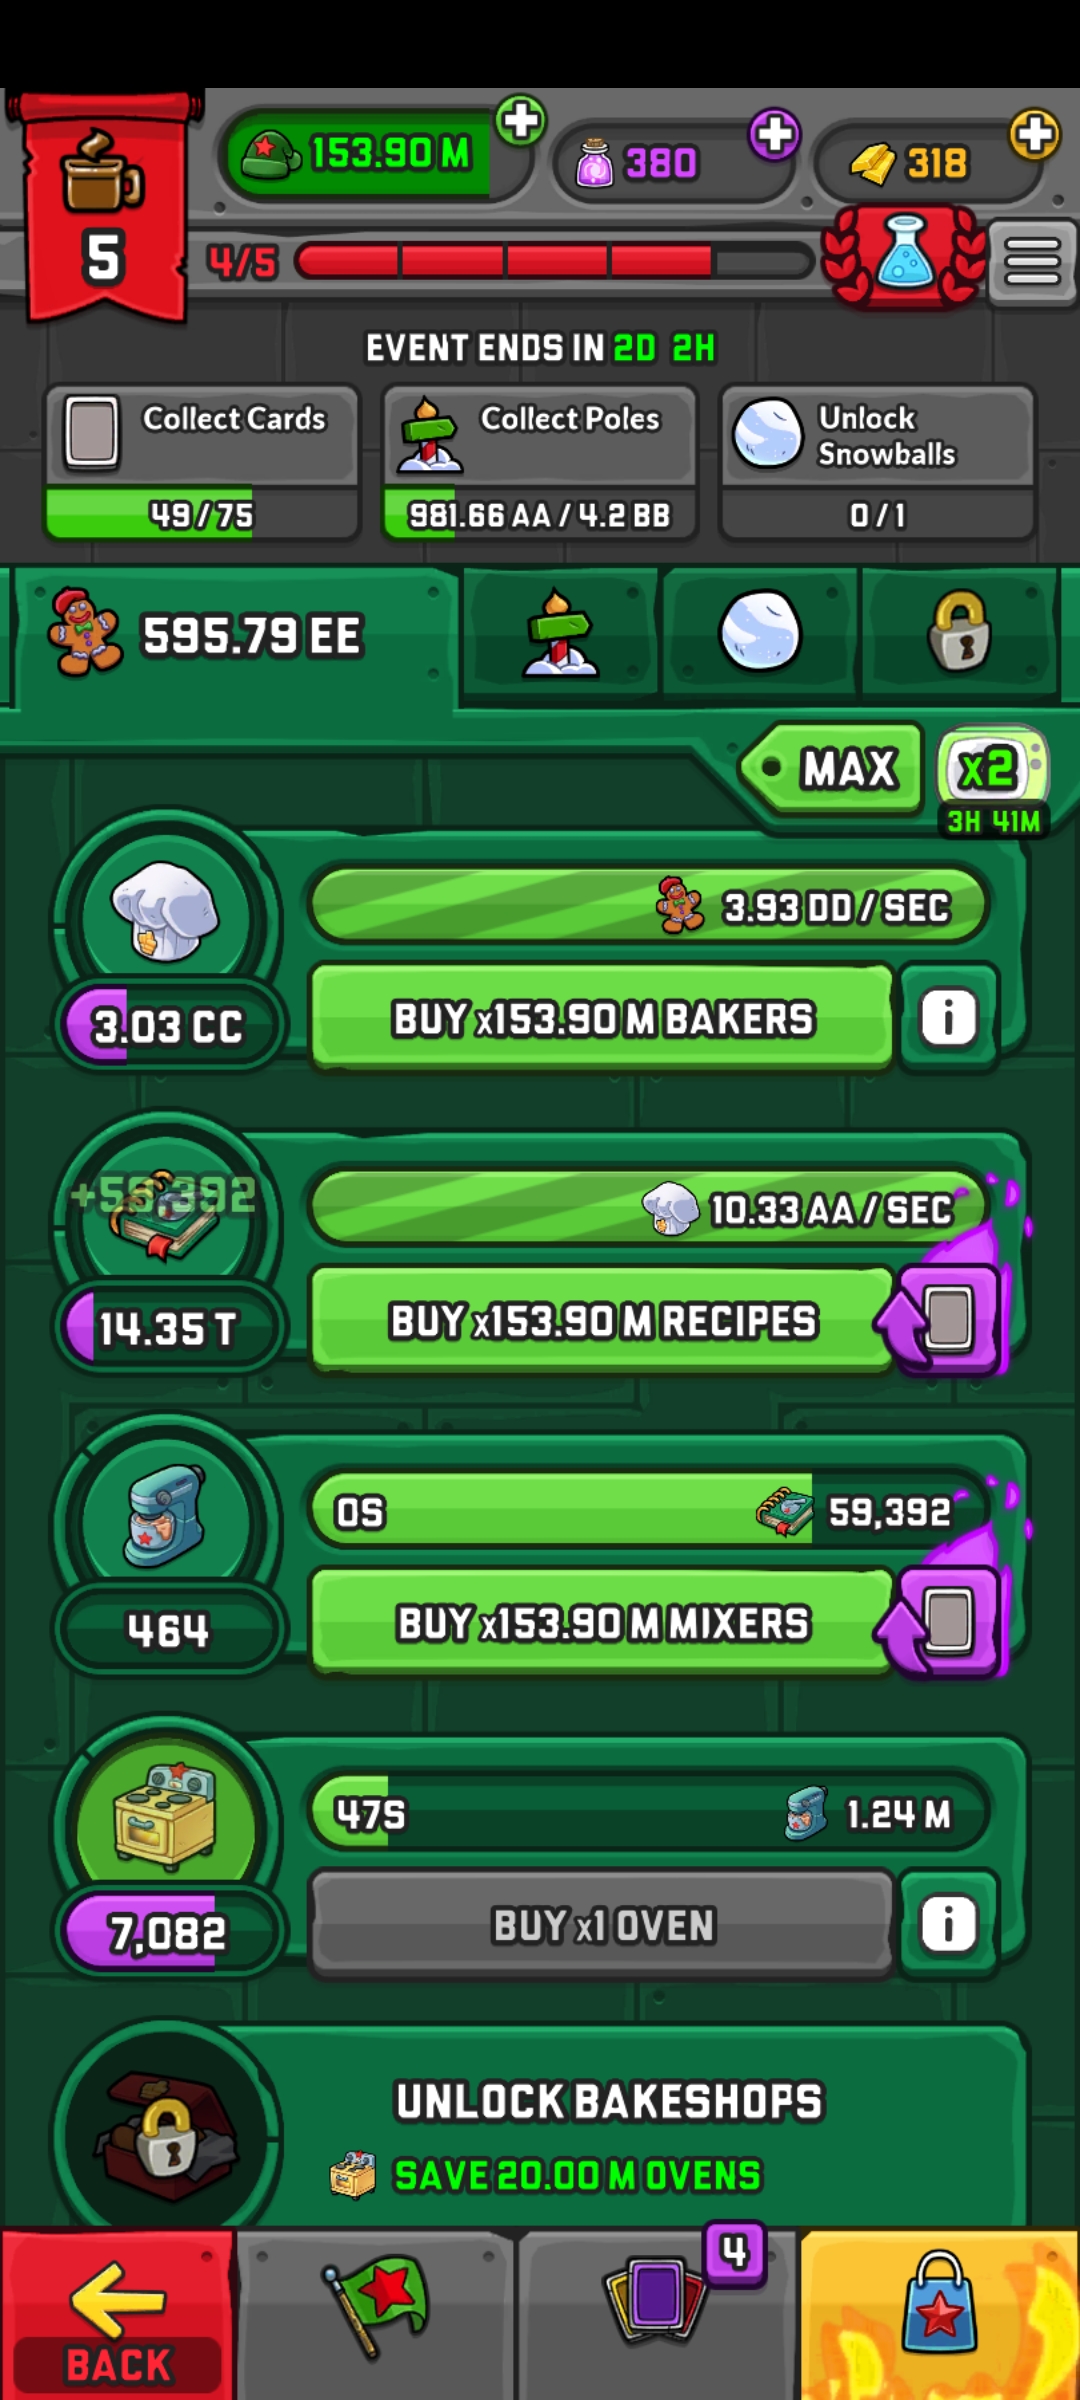 153.90 M
380
318
5
4/5
EVENT ENDS IN 2D 2H
Collect Cards
49/75
Collect Poles
981.66 AA/4.2 BB
Unlock
Snowballs
0/1
595.79 EE
MAX
x2
3H 41M
3.93 DD/SEC
3.03 CC
BUY x153.90 M BAKERS
i
+59,392
10.33 AA/SEC
14.35 T
BUY x153.90 M RECIPES
0S
59,392
464
BUY x153.90 M MIXERS
47S
1.24 M
7,082
BUY x1 OVEN
i
UNLOCK BAKESHOPS
SAVE 20.00 M OVENS
4
BACK